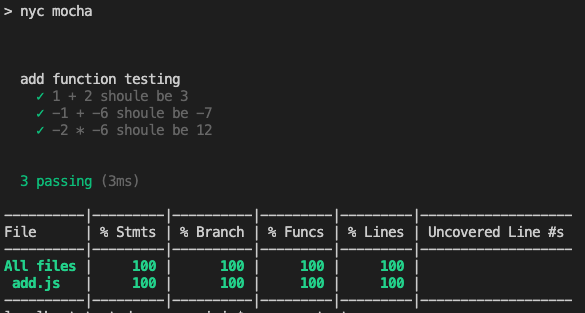 > nyc mocha
add function testing
✓ 1 + 2 shoule be 3
✓ -1 + -6 shoule be -7
✓ -2 * -6 shoule be 12
3 passing (3ms)
----------|---------|----------|---------|---------|-------------------
File      | % Stmts | % Branch | % Funcs | % Lines | Uncovered Line #s
----------|---------|----------|---------|---------|-------------------
All files |     100 |      100 |     100 |     100 |
 add.js   |     100 |      100 |     100 |     100 |
----------|---------|----------|---------|---------|-------------------